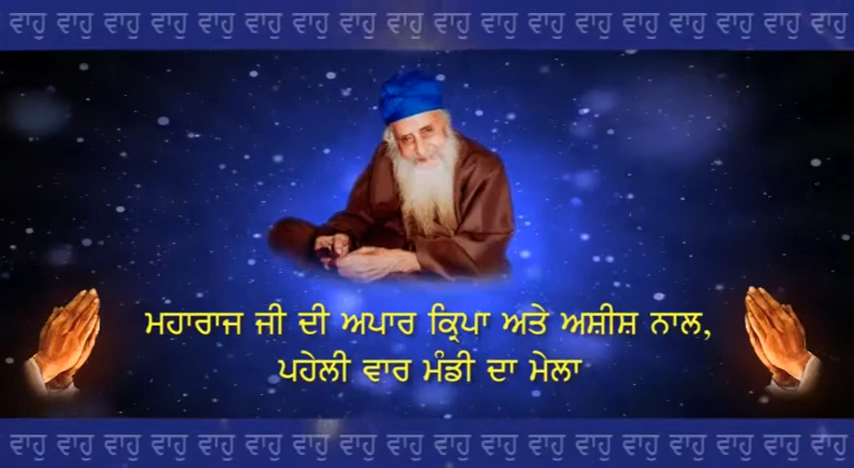 ਵਾਹੁ ਵਾਹੁ ਵਾਹੁ ਵਾਹੁ ਵਾਹੁ ਵਾਹੁ ਵਾਹੁ ਵਾਹੁ ਵਾਹੁ ਵਾਹੁ ਵਾਹੁ ਵਾਹੁ ਵਾਹੁ ਵਾਹੁ ਵਾਹੁ ਵਾਹੁ ਵਾਹੁ ਵਾਹੁ
ਮਹਾਰਾਜ ਜੀ ਦੀ ਅਪਾਰ ਕ੍ਰਿਪਾ ਅਤੇ ਅਸ਼ੀਸ਼ ਨਾਲ,
ਪਹੇਲੀ ਵਾਰ ਮੰਡੀ ਦਾ ਮੇਲਾ
ਵਾਹੁ ਵਾਹੁ ਵਾਹੁ ਵਾਹੁ ਵਾਹੁ ਵਾਹੁ ਵਾਹੁ ਵਾਹੁ ਵਾਹੁ ਵਾਹੁ ਵਾਹੁ ਵਾਹੁ ਵਾਹੁ ਵਾਹੁ ਵਾਹੁ ਵਾਹੁ ਵਾਹੁ ਵਾਹੁ